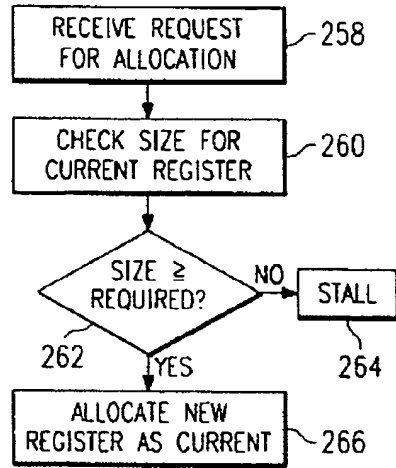 RECEIVE REQUEST
FOR ALLOCATION
258
CHECK SIZE FOR
CURRENT REGISTER
260
SIZE ≧
REQUIRED?
NO
STALL
262
264
YES
ALLOCATE NEW
REGISTER AS CURRENT
266